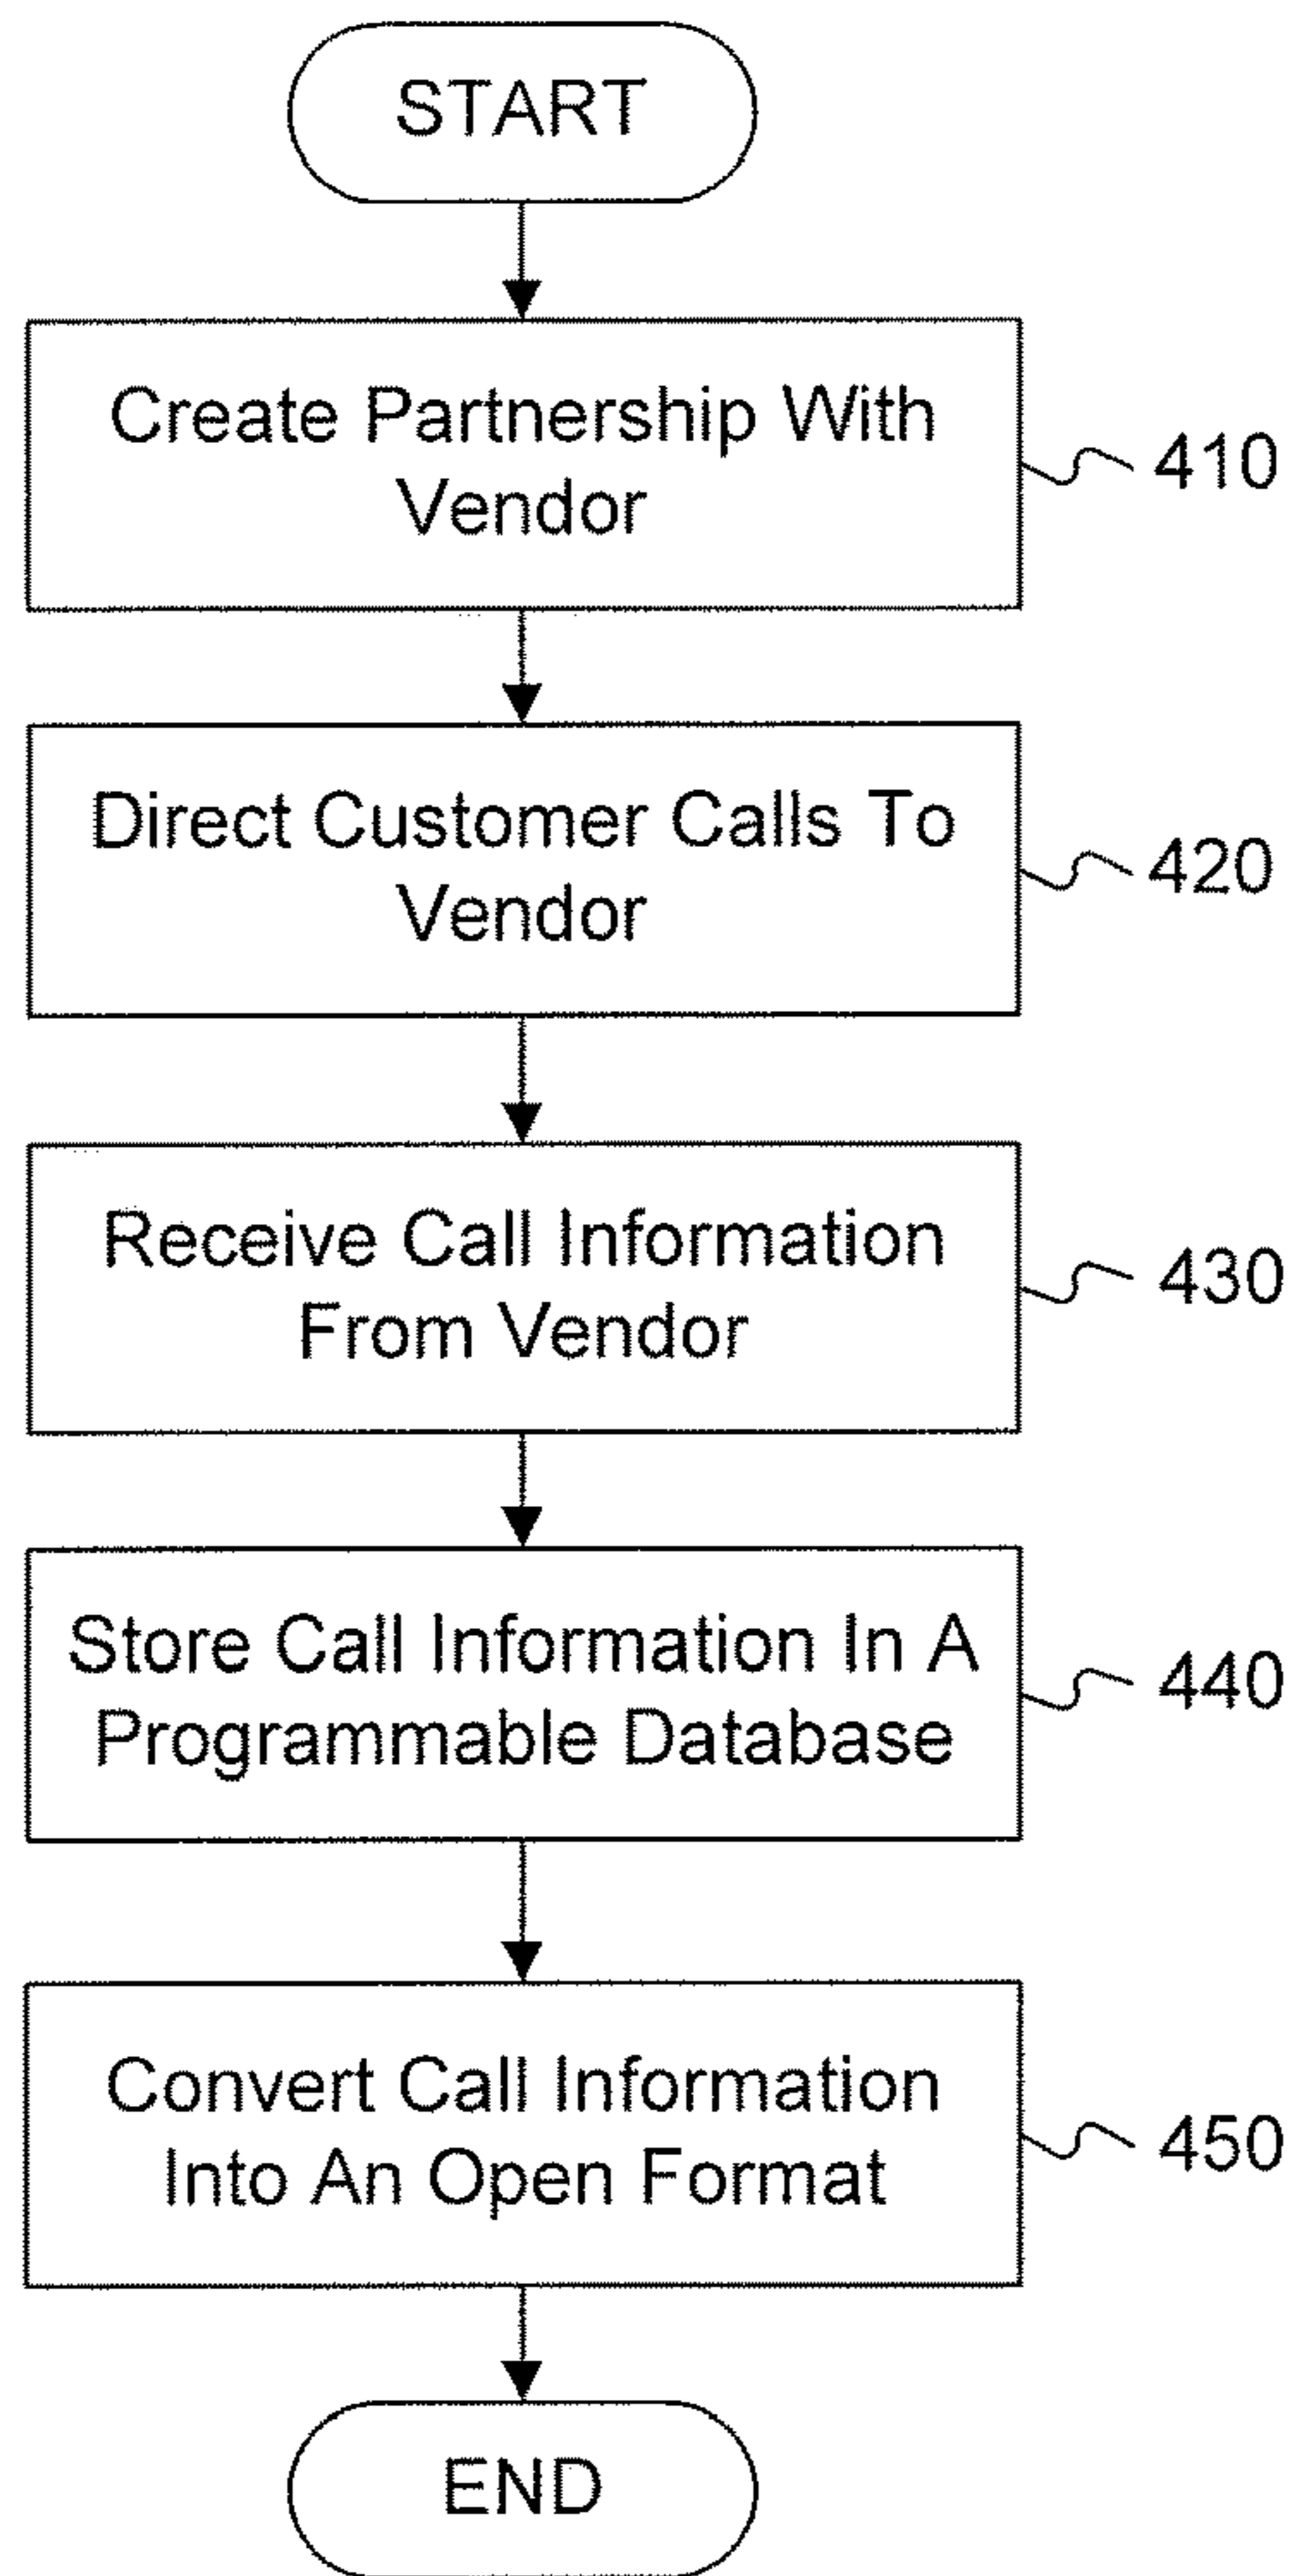 START
Create Partnership With
Vendor
410
Direct Customer Calls To
Vendor
420
Receive Call Information
From Vendor
430
Store Call Information In A
Programmable Database
440
Convert Call Information
Into An Open Format
450
END